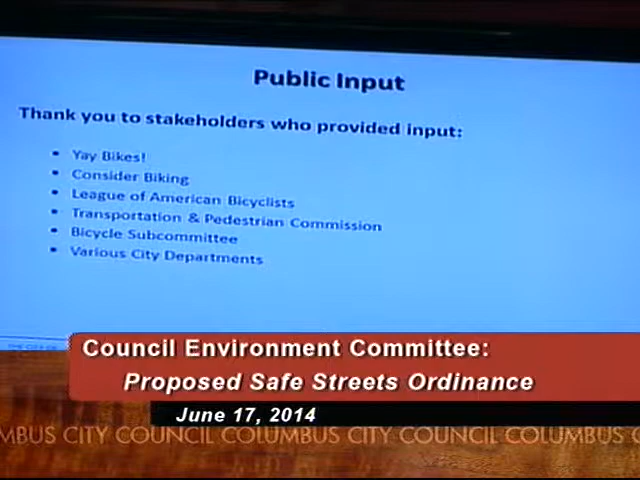 Public Input
Thank you to stakeholders who provided input:
• Yay Bikes!
• Consider Biking
• League of American Bicyclists
• Transportation & Pedestrian Commission
• Bicycle Subcommittee
• Various City Departments
Council Environment Committee:
Proposed Safe Streets Ordinance
June 17, 2014
MBUS CITY COUNCIL COLUMBUS CITY COUNCIL COLUMBUS C